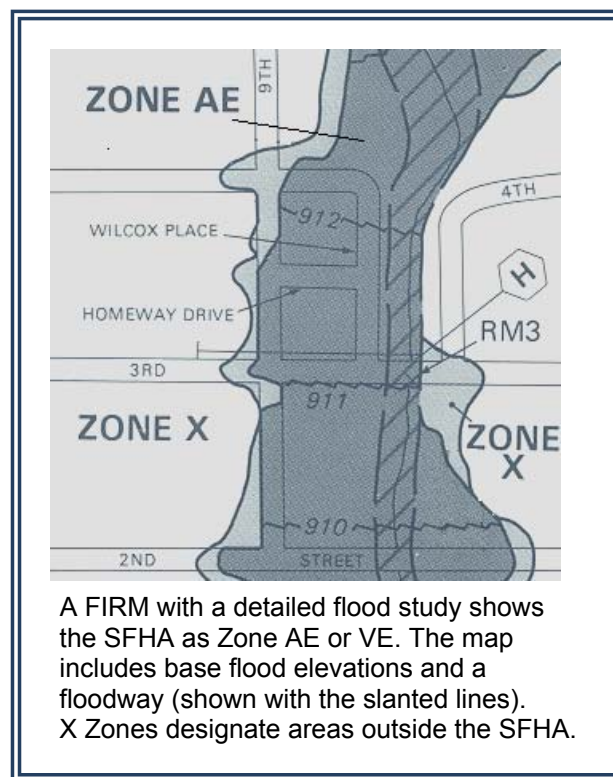 9TH
ZONE AE
912
4TH
WILCOX PLACE
H
HOMEWAY DRIVE
RM3
3RD
911
ZONE X
ZONE
X
910
2ND
STREET
A FIRM with a detailed flood study shows
the SFHA as Zone AE or VE. The map
includes base flood elevations and a
floodway (shown with the slanted lines).
X Zones designate areas outside the SFHA.